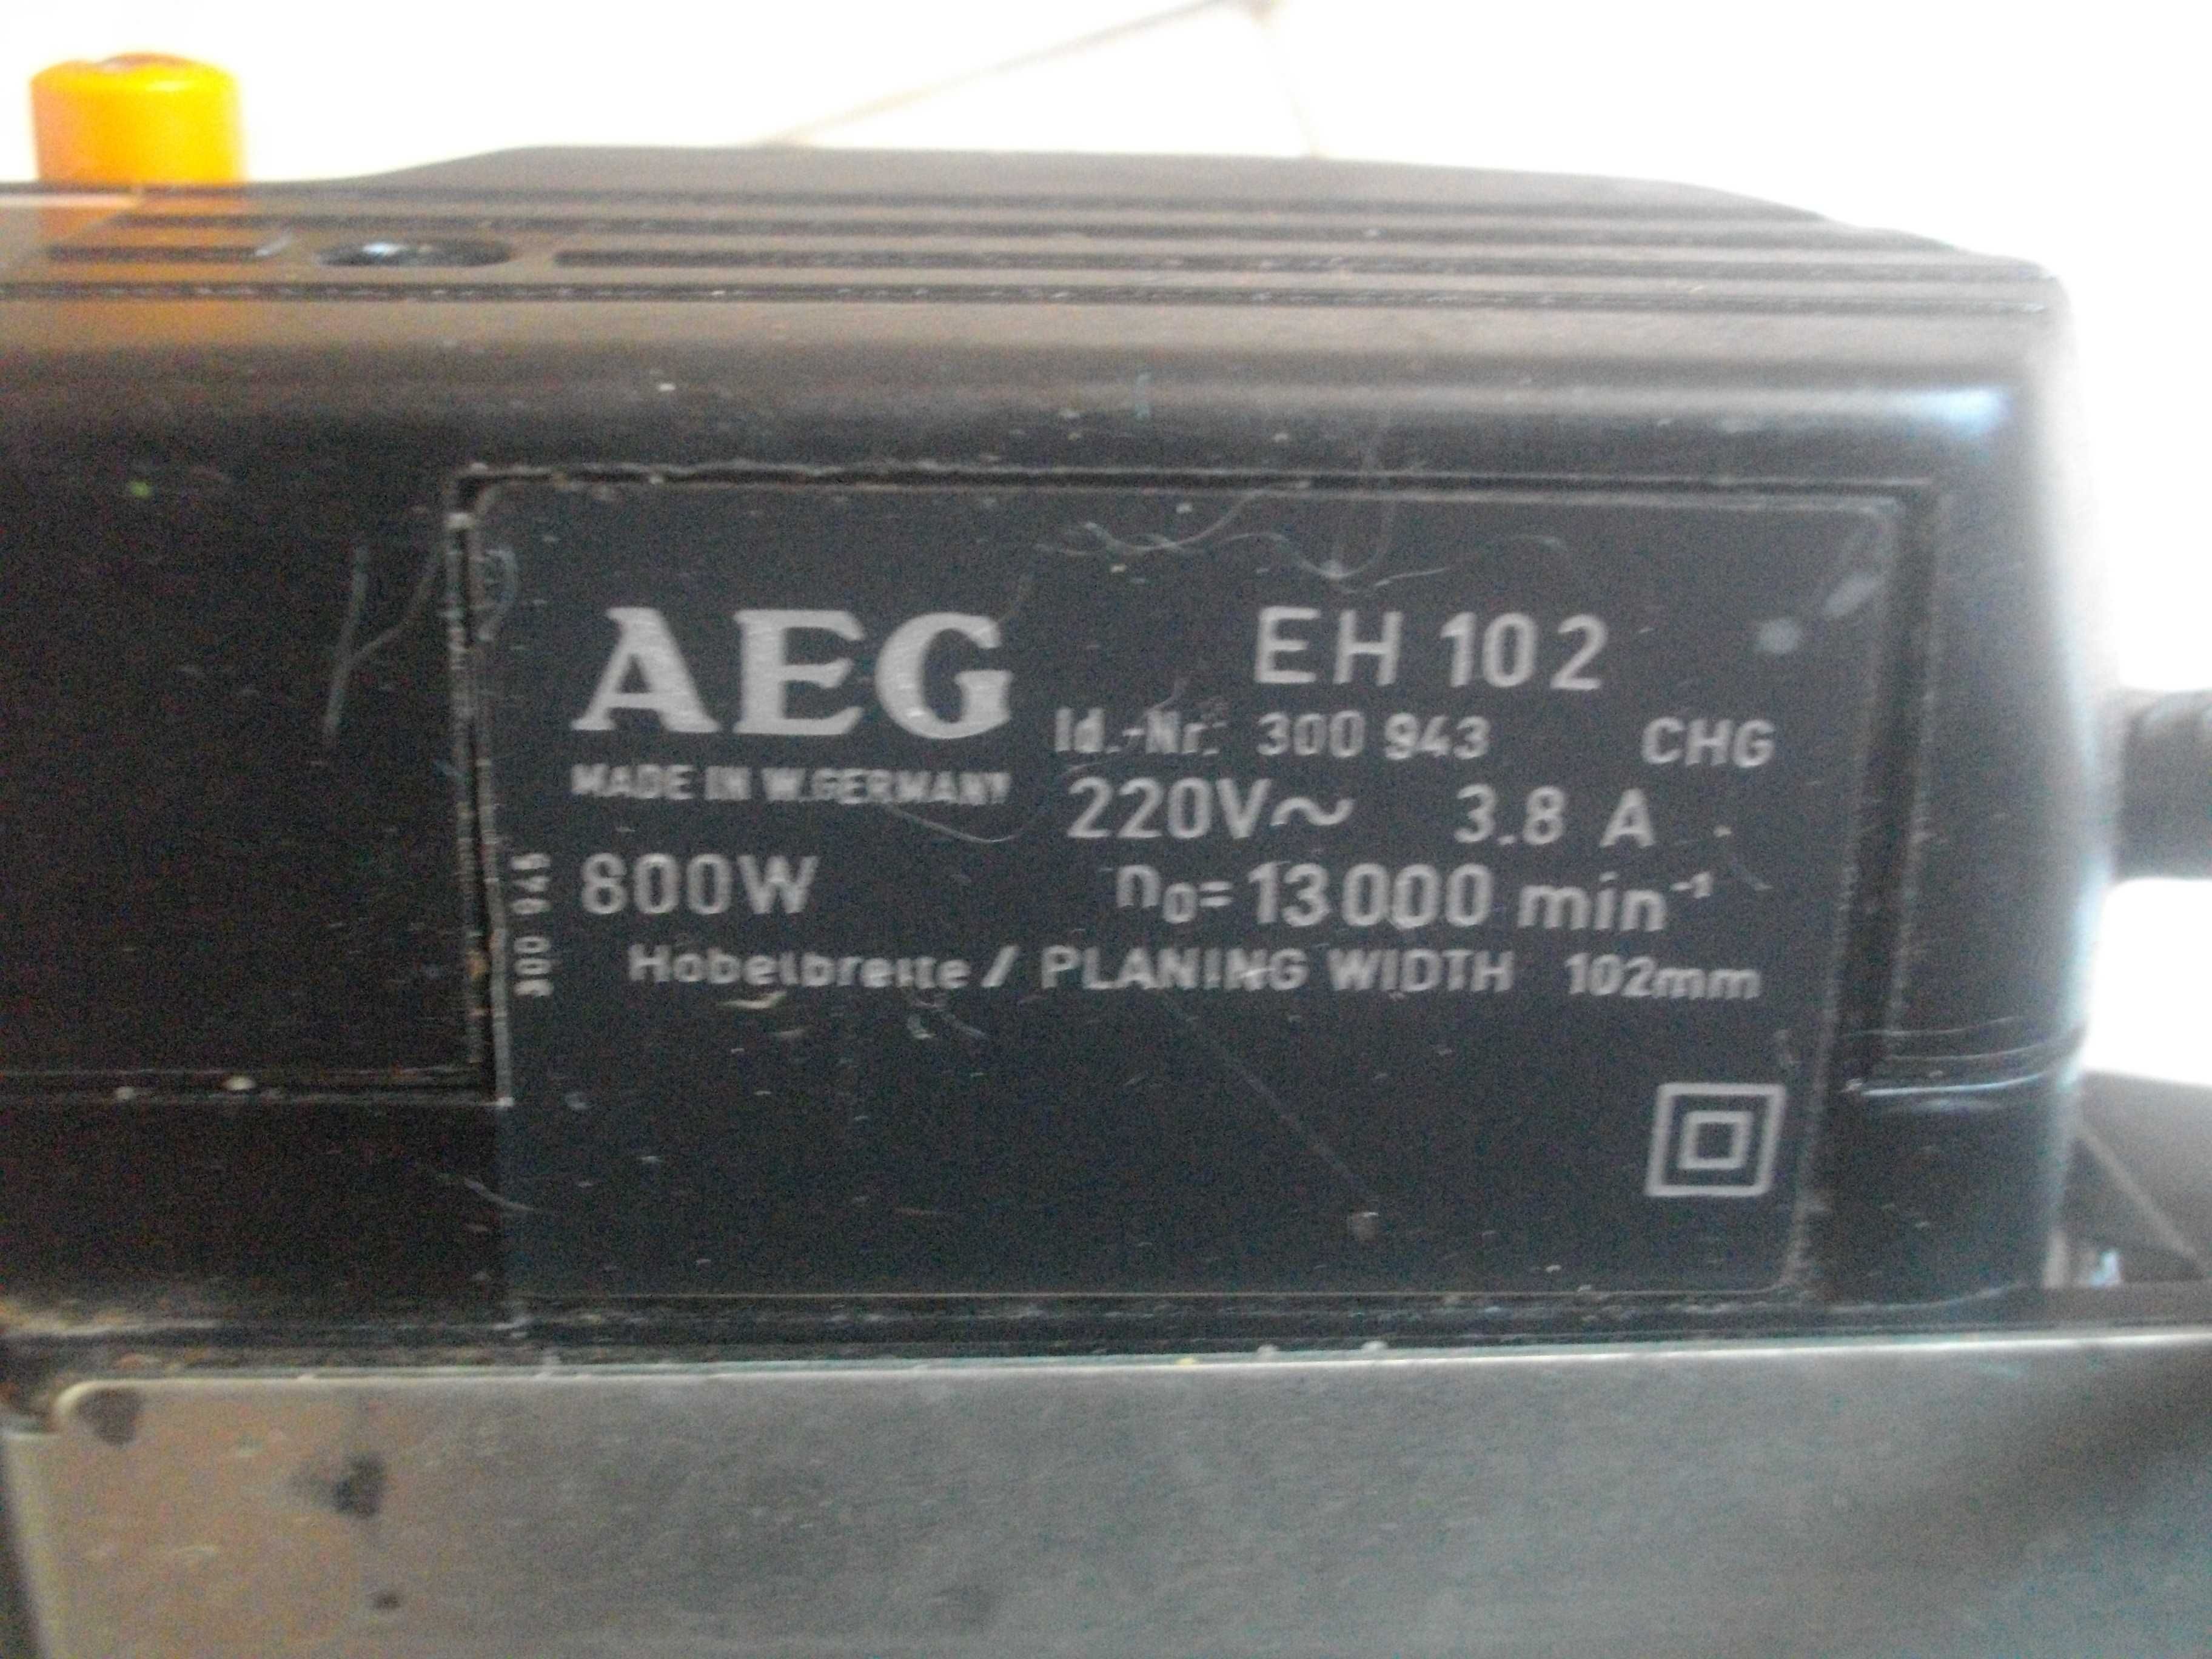 AEG EH 102
Id.-Nr. 300 943 CHG
MADE IN W.GERMANY
220V~ 3.8 A
800W n₀= 13000 min⁻¹
Hobelbreite / PLANING WIDTH 102mm
300 945